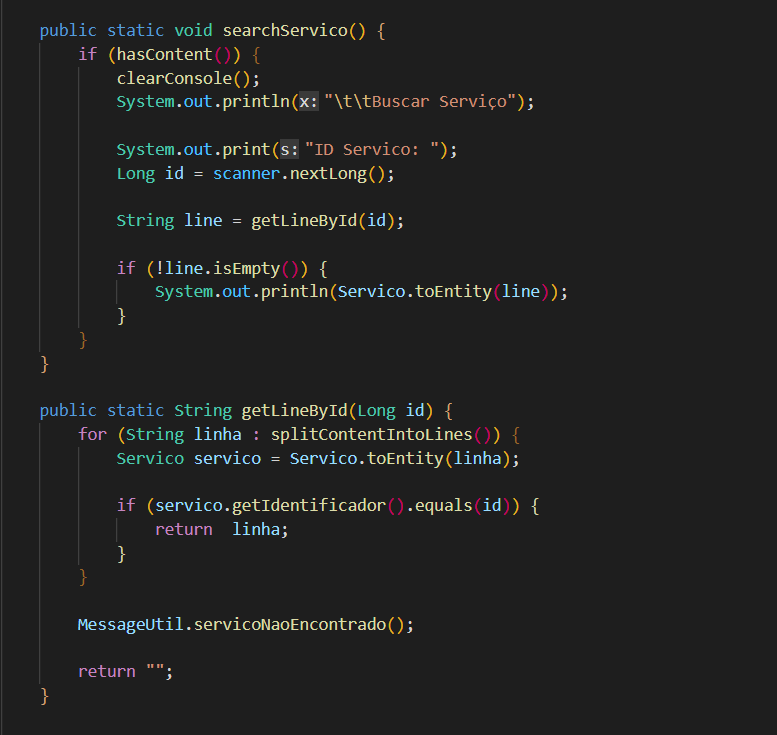 public static void searchServico() {
    if (hasContent()) {
        clearConsole();
        System.out.println(x: "\t\tBuscar Serviço");

        System.out.print(s: "ID Servico: ");
        Long id = scanner.nextLong();

        String line = getLineById(id);

        if (!line.isEmpty()) {
            System.out.println(Servico.toEntity(line));
        }
    }
}

public static String getLineById(Long id) {
    for (String linha : splitContentIntoLines()) {
        Servico servico = Servico.toEntity(linha);

        if (servico.getIdentificador().equals(id)) {
            return  linha;
        }
    }

    MessageUtil.servicoNaoEncontrado();

    return "";
}